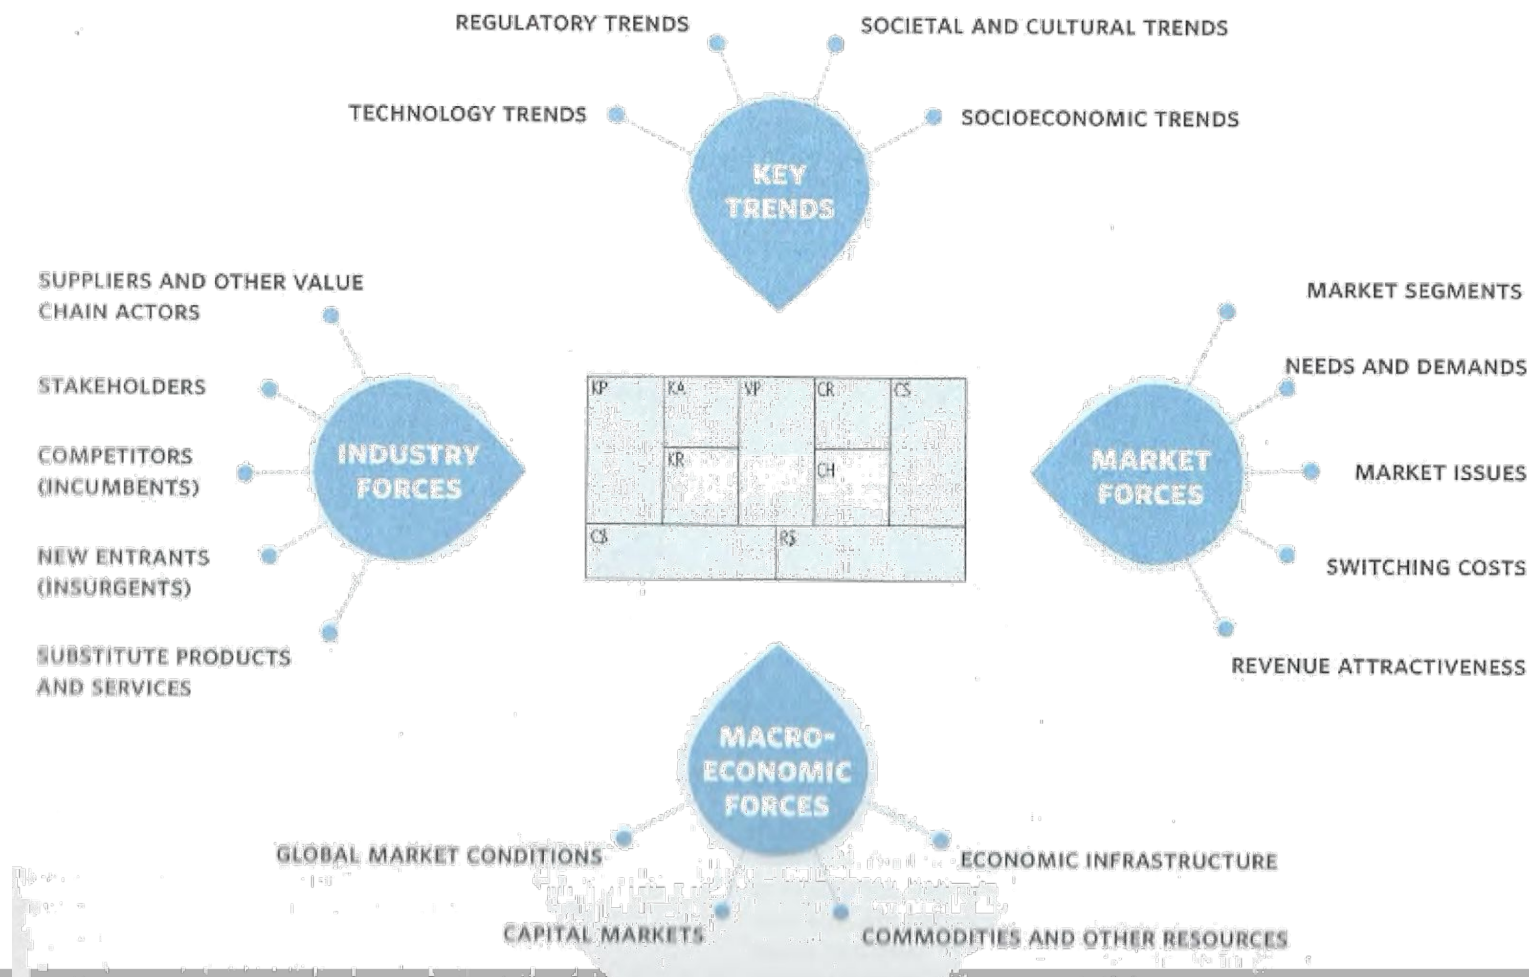 REGULATORY TRENDS
SOCIETAL AND CULTURAL TRENDS
TECHNOLOGY TRENDS
SOCIOECONOMIC TRENDS
KEY
TRENDS
SUPPLIERS AND OTHER VALUE
CHAIN ACTORS
STAKEHOLDERS
COMPETITORS
(INCUMBENTS)
NEW ENTRANTS
(INSURGENTS)
SUBSTITUTE PRODUCTS
AND SERVICES
INDUSTRY
FORCES
KP
KA
VP
CR
CS
KR
CH
C$
R$
MARKET
FORCES
MARKET SEGMENTS
NEEDS AND DEMANDS
MARKET ISSUES
SWITCHING COSTS
REVENUE ATTRACTIVENESS
MACRO-
ECONOMIC
FORCES
GLOBAL MARKET CONDITIONS
ECONOMIC INFRASTRUCTURE
CAPITAL MARKETS
COMMODITIES AND OTHER RESOURCES